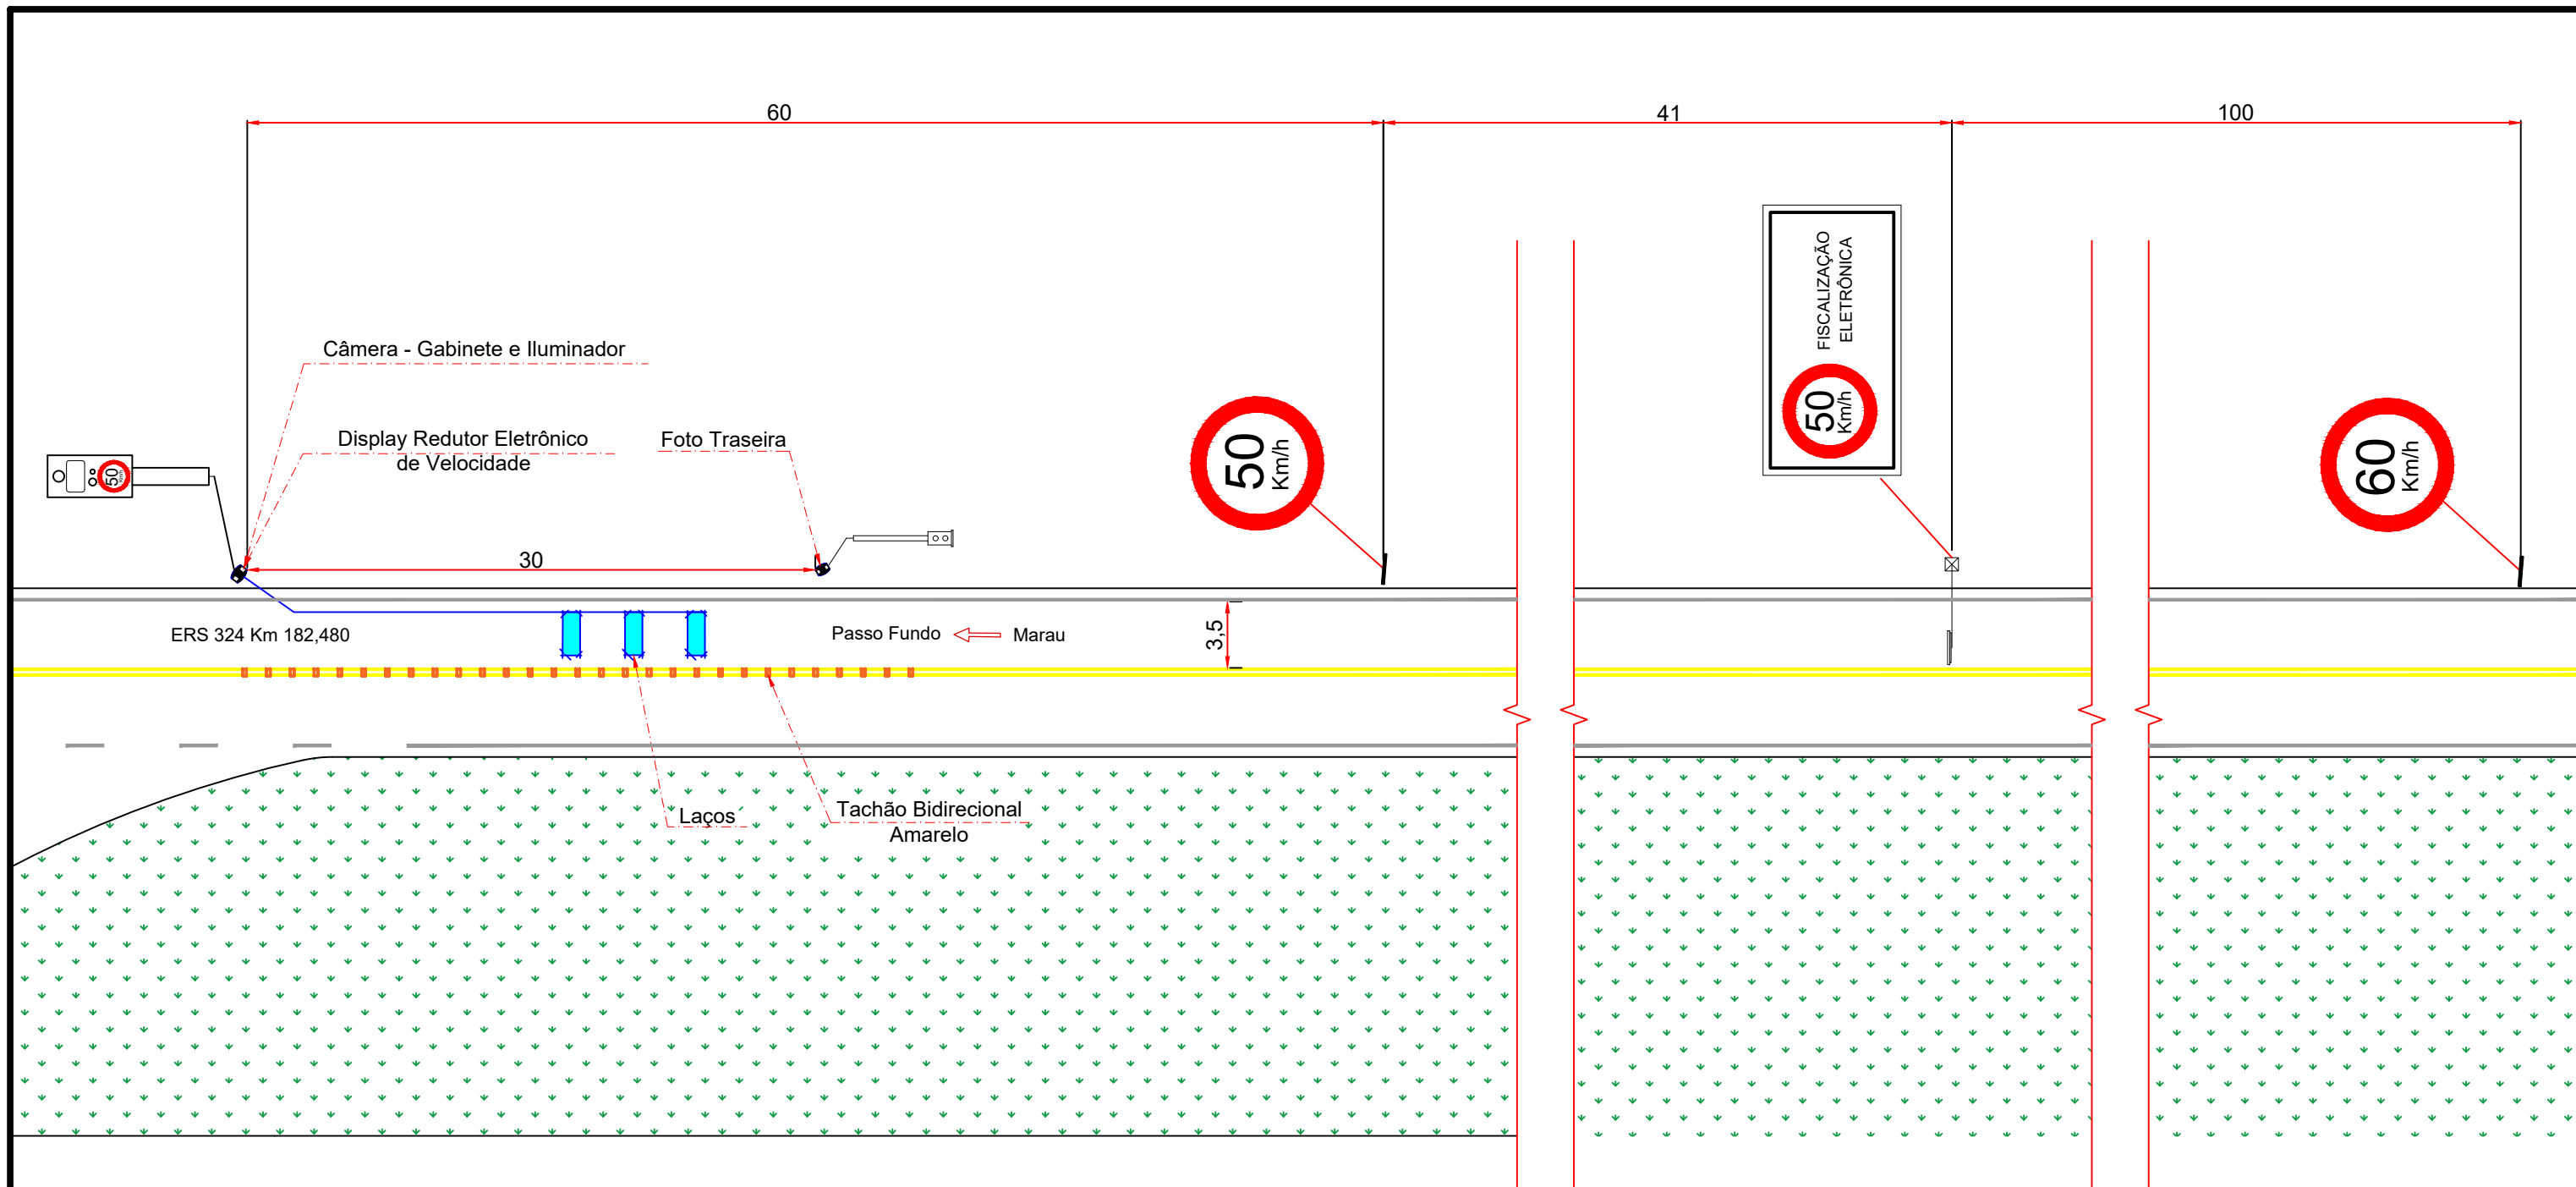 60
41
100
FISCALIZAÇÃO
ELETRÔNICA
50
Km/h
Câmera - Gabinete e Iluminador
Display Redutor Eletrônico
de Velocidade
Foto Traseira
50
Km/h
50
Km/h
60
Km/h
30
ERS 324 Km 182,480
Passo Fundo
Marau
3,5
Laços
Tachão Bidirecional
Amarelo